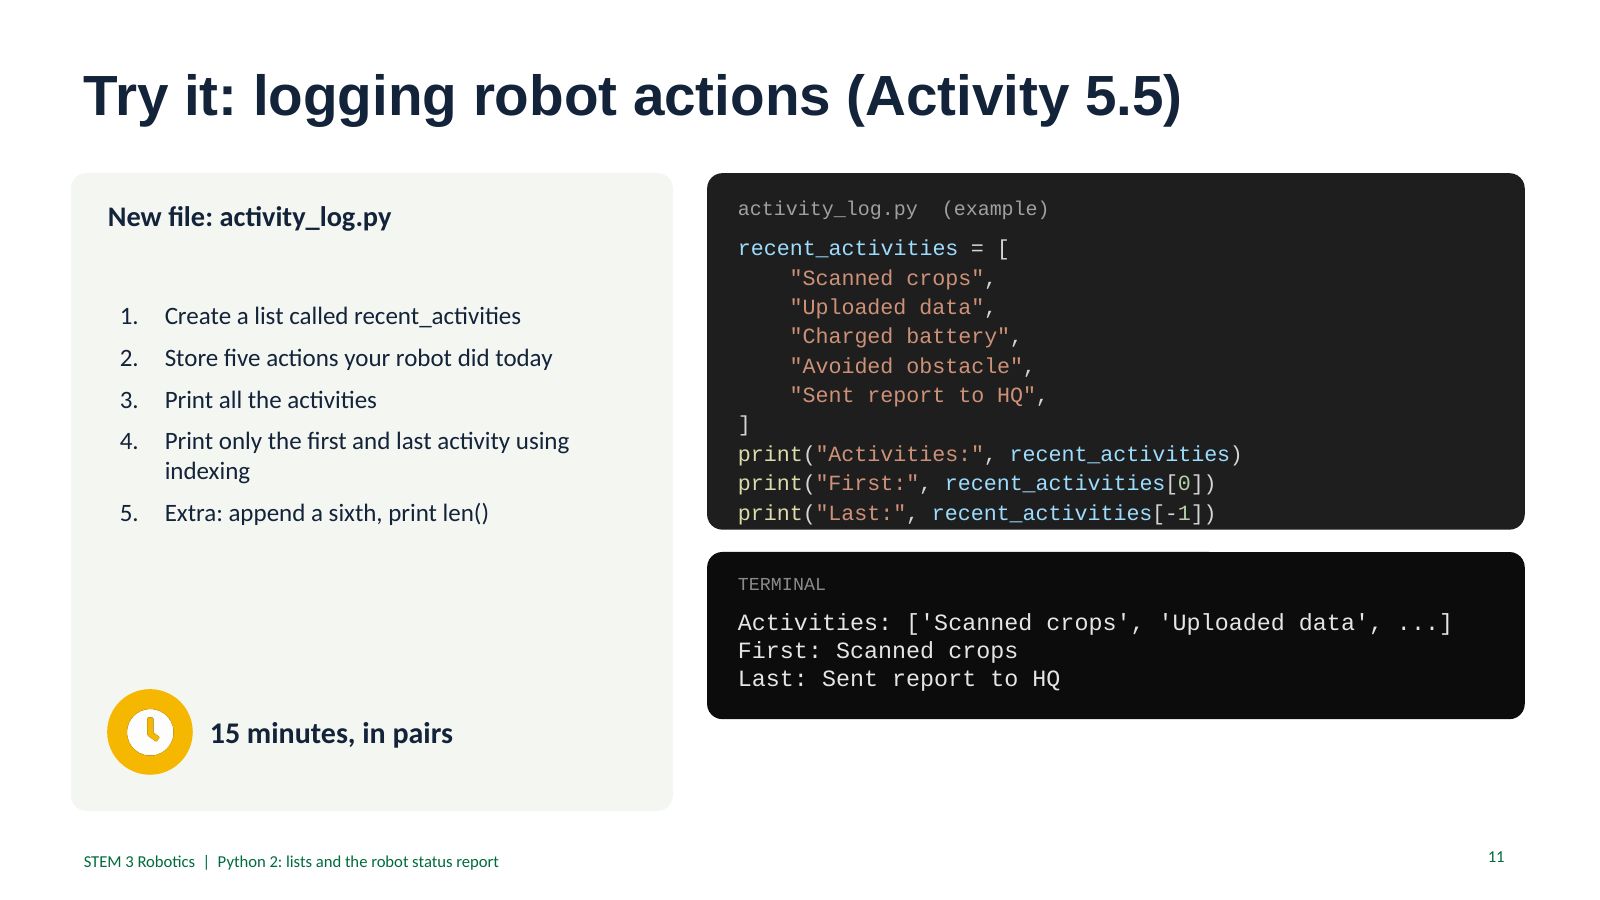 Try it: logging robot actions (Activity 5.5)
New file: activity_log.py
1. Create a list called recent_activities
2. Store five actions your robot did today
3. Print all the activities
4. Print only the first and last activity using
indexing
5. Extra: append a sixth, print len()
15 minutes, in pairs
activity_log.py  (example)
recent_activities = [
    "Scanned crops",
    "Uploaded data",
    "Charged battery",
    "Avoided obstacle",
    "Sent report to HQ",
]
print("Activities:", recent_activities)
print("First:", recent_activities[0])
print("Last:", recent_activities[-1])
TERMINAL
Activities: ['Scanned crops', 'Uploaded data', ...]
First: Scanned crops
Last: Sent report to HQ
STEM 3 Robotics | Python 2: lists and the robot status report
11